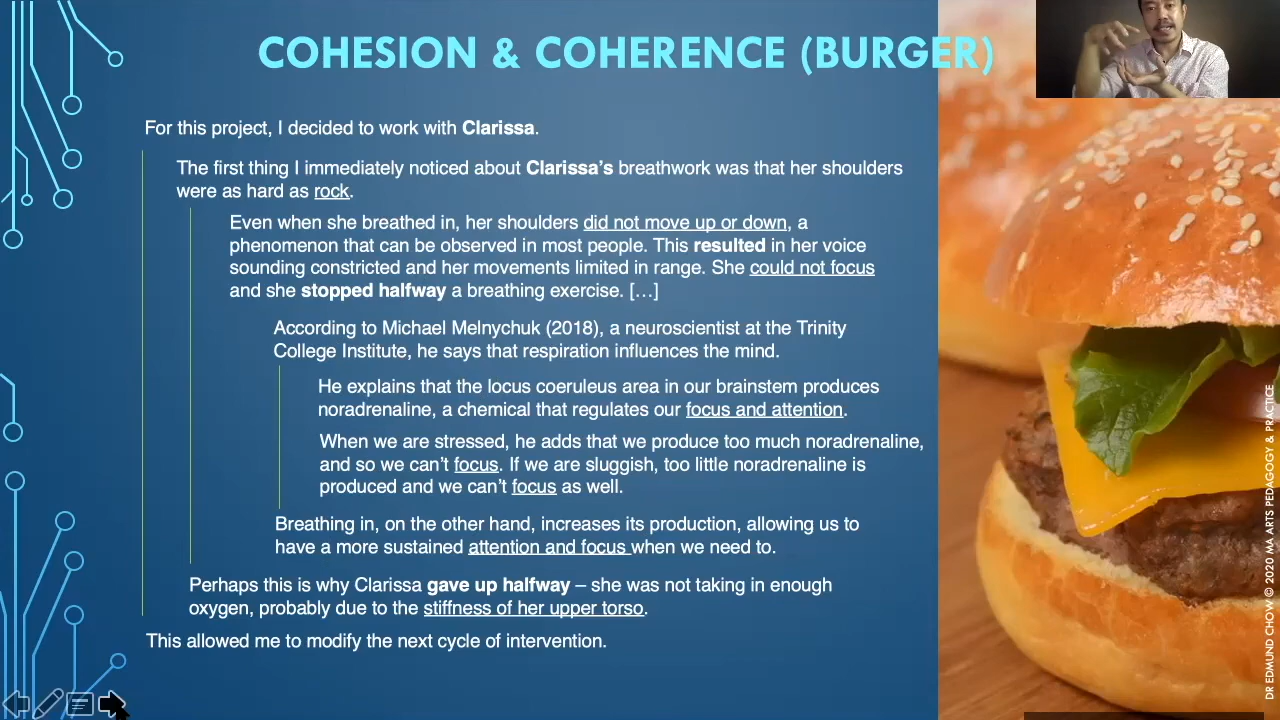 COHESION & COHERENCE (BURGER)
For this project, I decided to work with Clarissa.
The first thing I immediately noticed about Clarissa’s breathwork was that her shoulders
were as hard as rock.
Even when she breathed in, her shoulders did not move up or down, a
phenomenon that can be observed in most people. This resulted in her voice
sounding constricted and her movements limited in range. She could not focus
and she stopped halfway a breathing exercise. […]
According to Michael Melnychuk (2018), a neuroscientist at the Trinity
College Institute, he says that respiration influences the mind.
He explains that the locus coeruleus area in our brainstem produces
noradrenaline, a chemical that regulates our focus and attention.
When we are stressed, he adds that we produce too much noradrenaline,
and so we can’t focus. If we are sluggish, too little noradrenaline is
produced and we can’t focus as well.
Breathing in, on the other hand, increases its production, allowing us to
have a more sustained attention and focus when we need to.
Perhaps this is why Clarissa gave up halfway – she was not taking in enough
oxygen, probably due to the stiffness of her upper torso.
This allowed me to modify the next cycle of intervention.
DR EDMUND CHOW © 2020 MA ARTS PEDAGOGY & PRACTICE